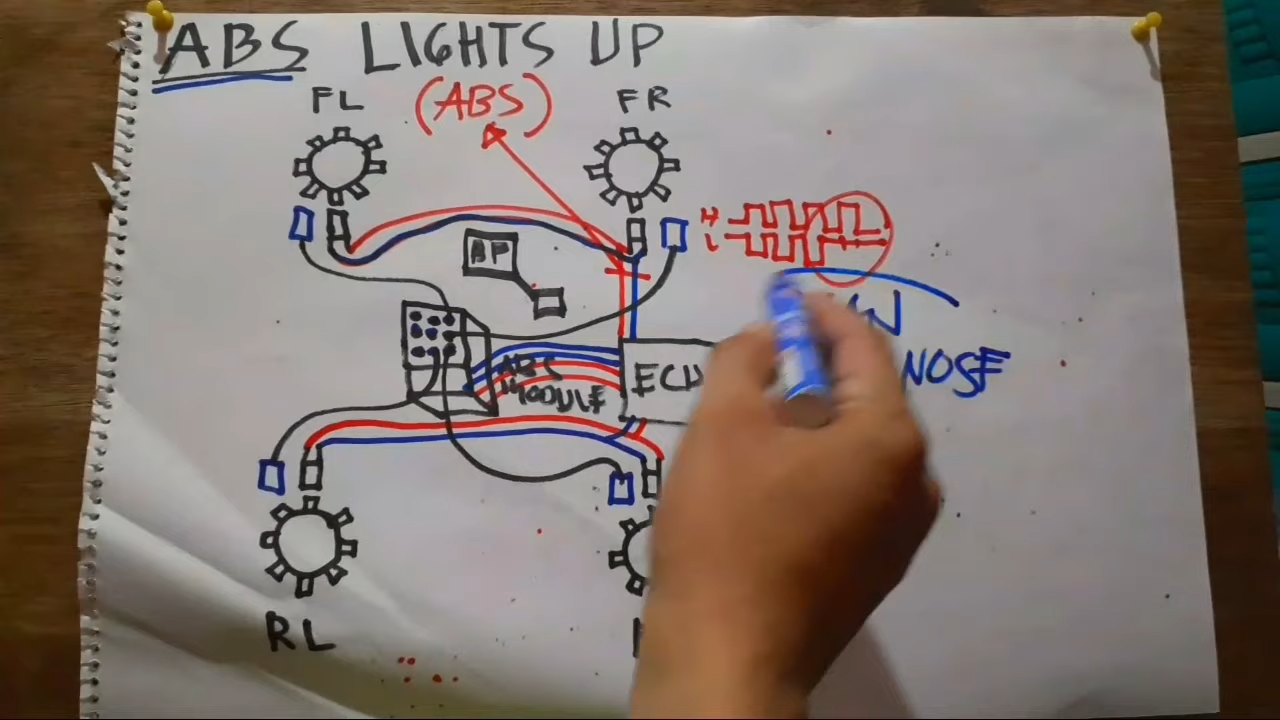 ABS LIGHTS UP
FL (ABS) FR
H
L
BP
ABS
MODULE
ECU
NOSE
RL